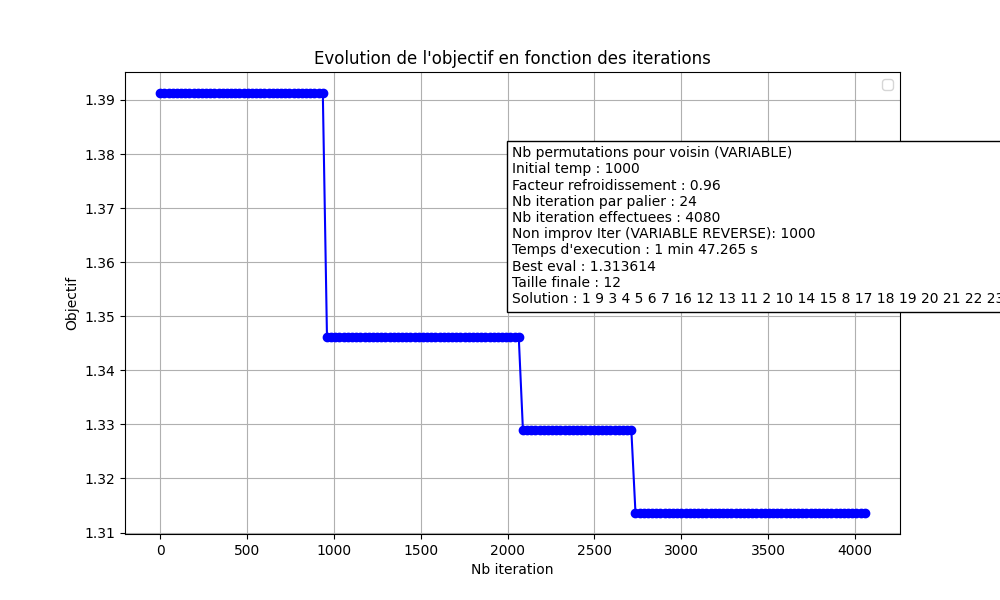 Evolution de l'objectif en fonction des iterations
1.39
1.38
1.37
1.36
1.35
1.34
1.33
1.32
1.31
Objectif
Nb permutations pour voisin (VARIABLE)
Initial temp : 1000
Facteur refroidissement : 0.96
Nb iteration par palier : 24
Nb iteration effectuees : 4080
Non improv Iter (VARIABLE REVERSE): 1000
Temps d'execution : 1 min 47.265 s
Best eval : 1.313614
Taille finale : 12
Solution : 1 9 3 4 5 6 7 16 12 13 11 2 10 14 15 8 17 18 19 20 21 22 23
0 500 1000 1500 2000 2500 3000 3500 4000
Nb iteration